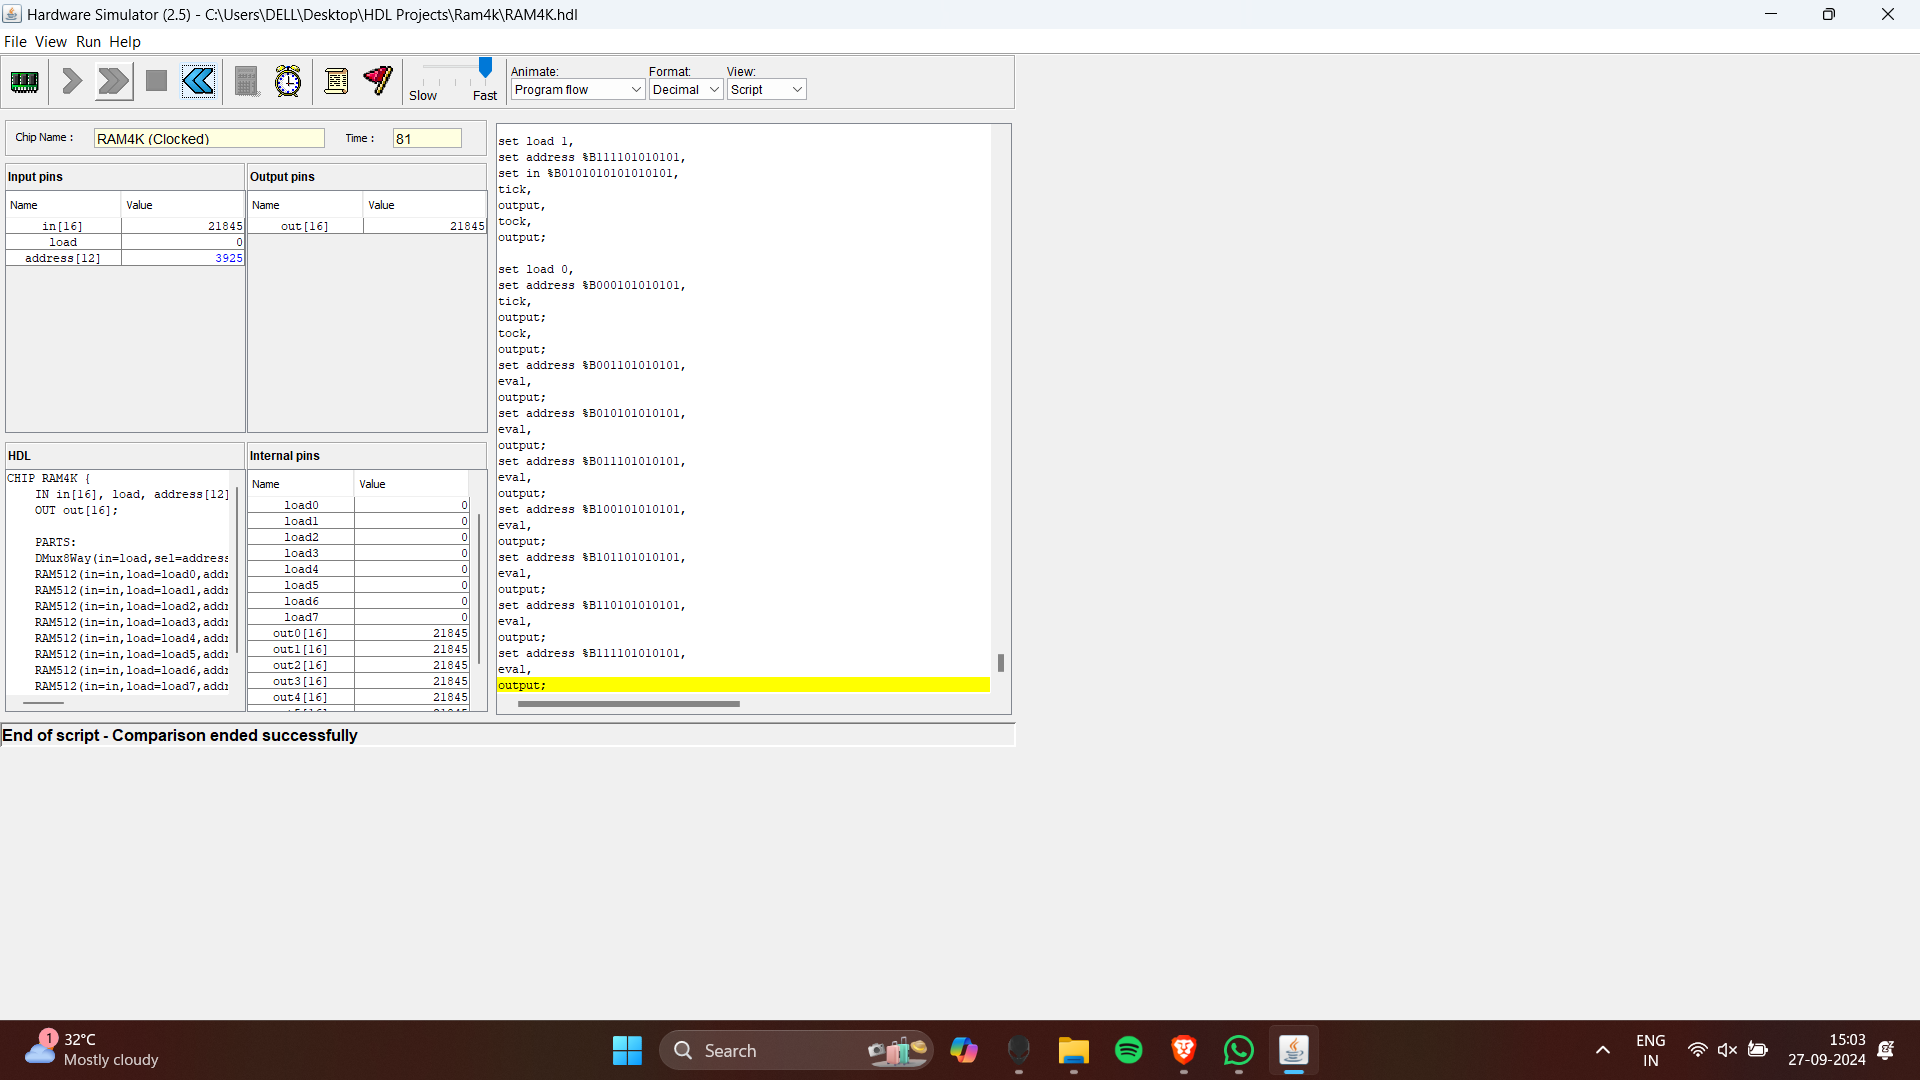 Hardware Simulator (2.5) - C:\Users\DELL\Desktop\HDL Projects\Ram4k\RAM4K.hdl
File View Run Help
Slow Fast
Animate:
Program flow
Format:
Decimal
View:
Script
Chip Name :
RAM4K (Clocked)
Time :
81
Input pins
Name Value
in[16] 21845
load 0
address[12] 3925
Output pins
Name Value
out[16] 21845
HDL
CHIP RAM4K {
IN in[16], load, address[12]
OUT out[16];
PARTS:
DMux8Way(in=load,sel=address
RAM512(in=in,load=load0,addr
RAM512(in=in,load=load1,addr
RAM512(in=in,load=load2,addr
RAM512(in=in,load=load3,addr
RAM512(in=in,load=load4,addr
RAM512(in=in,load=load5,addr
RAM512(in=in,load=load6,addr
RAM512(in=in,load=load7,addr
Internal pins
Name Value
load0 0
load1 0
load2 0
load3 0
load4 0
load5 0
load6 0
load7 0
out0[16] 21845
out1[16] 21845
out2[16] 21845
out3[16] 21845
out4[16] 21845
set load 1,
set address %B111101010101,
set in %B0101010101010101,
tick,
output,
tock,
output;
set load 0,
set address %B000101010101,
tick,
output;
tock,
output;
set address %B001101010101,
eval,
output;
set address %B010101010101,
eval,
output;
set address %B011101010101,
eval,
output;
set address %B100101010101,
eval,
output;
set address %B101101010101,
eval,
output;
set address %B110101010101,
eval,
output;
set address %B111101010101,
eval,
output;
End of script - Comparison ended successfully
1
32°C
Mostly cloudy
Search
ENG
IN
15:03
27-09-2024